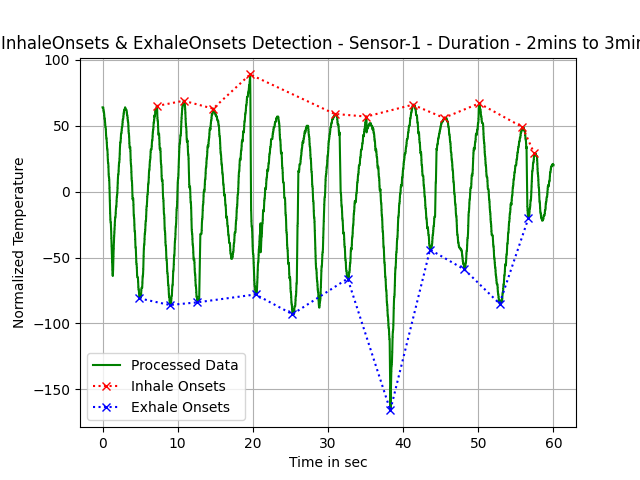 InhaleOnsets & ExhaleOnsets Detection - Sensor-1 - Duration - 2mins to 3min
100
50
0
−50
−100
−150
Normalized Temperature
Processed Data
Inhale Onsets
Exhale Onsets
0 10 20 30 40 50 60
Time in sec